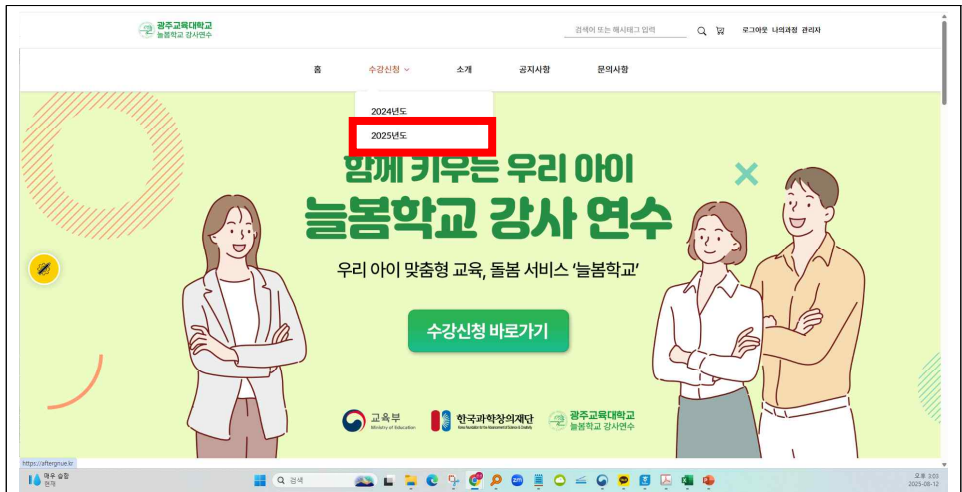 광주교육대학교
늘봄학교 강사연수
검색어 또는 해시태그 입력
로그아웃 나의과정 관리자
홈 수강신청 소개 공지사항 문의사항
2024년도
2025년도
함께 키우는 우리 아이
늘봄학교 강사 연수
우리 아이 맞춤형 교육, 돌봄 서비스 ‘늘봄학교’
수강신청 바로가기
교육부
Ministry of Education
한국과학창의재단
광주교육대학교
늘봄학교 강사연수
https://aftergnue.kr
매우 습함
현재
검색
오후 3:03
2025-08-12